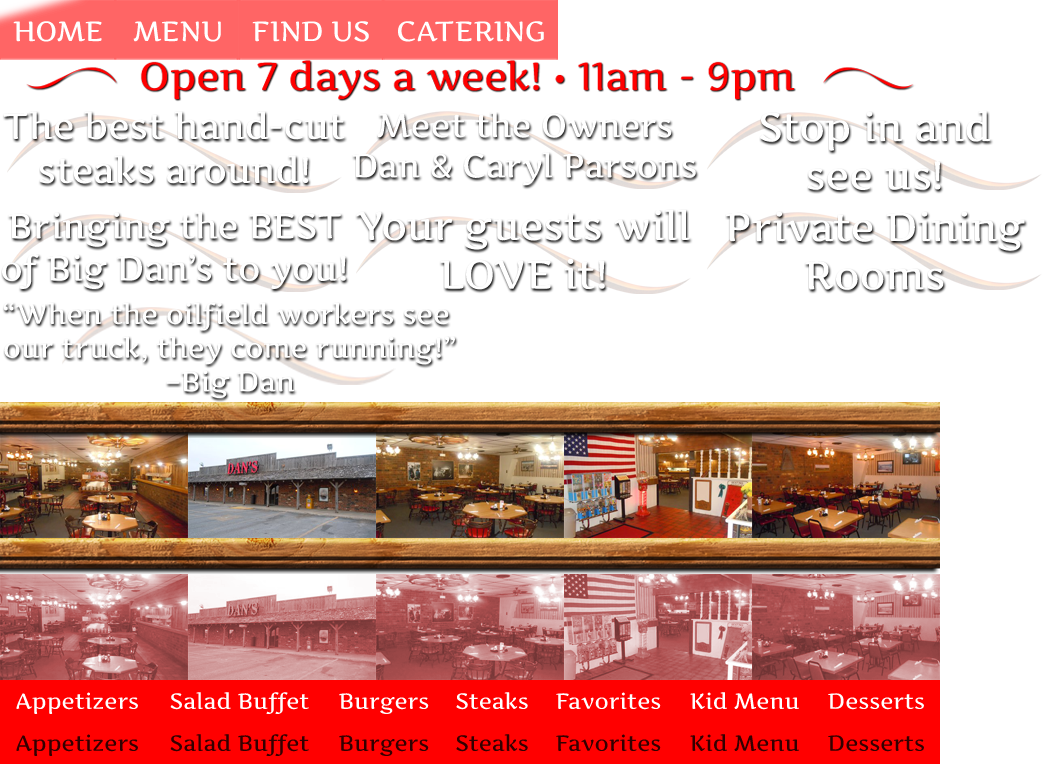 HOME MENU FIND US CATERING
Open 7 days a week! • 11am - 9pm
The best hand-cut
steaks around!
Meet the Owners
Dan & Caryl Parsons
Stop in and
see us!
Bringing the BEST
of Big Dan's to you!
Your guests will
LOVE it!
Private Dining
Rooms
“When the oilfield workers see
our truck, they come running!”
–Big Dan
DAN'S
DAN'S
Appetizers Salad Buffet Burgers Steaks Favorites Kid Menu Desserts
Appetizers Salad Buffet Burgers Steaks Favorites Kid Menu Desserts